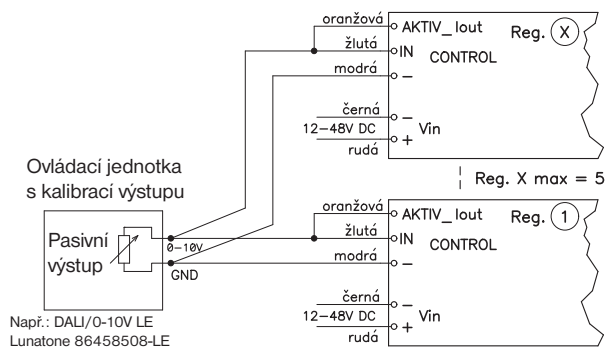 oranžová
AKTIV_Iout
Reg. X
žlutá
IN
CONTROL
modrá
–
černá
–
12–48V DC
Vin
+
rudá
Ovládací jednotka
s kalibrací výstupu
Reg. X max = 5
oranžová
AKTIV_Iout
Reg. 1
Pasivní
výstup
0–10V
žlutá
IN
CONTROL
modrá
–
GND
černá
–
12–48V DC
Vin
+
rudá
Např.: DALI/0-10V LE
Lunatone 86458508-LE